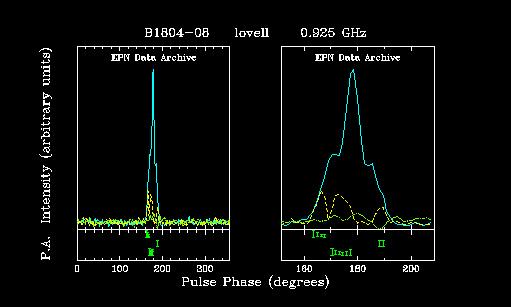 B1804-08 lovell 0.925 GHz
EPN Data Archive EPN Data Archive
P.A. Intensity (arbitrary units)
0 100 200 300 160 180 200
Pulse Phase (degrees)